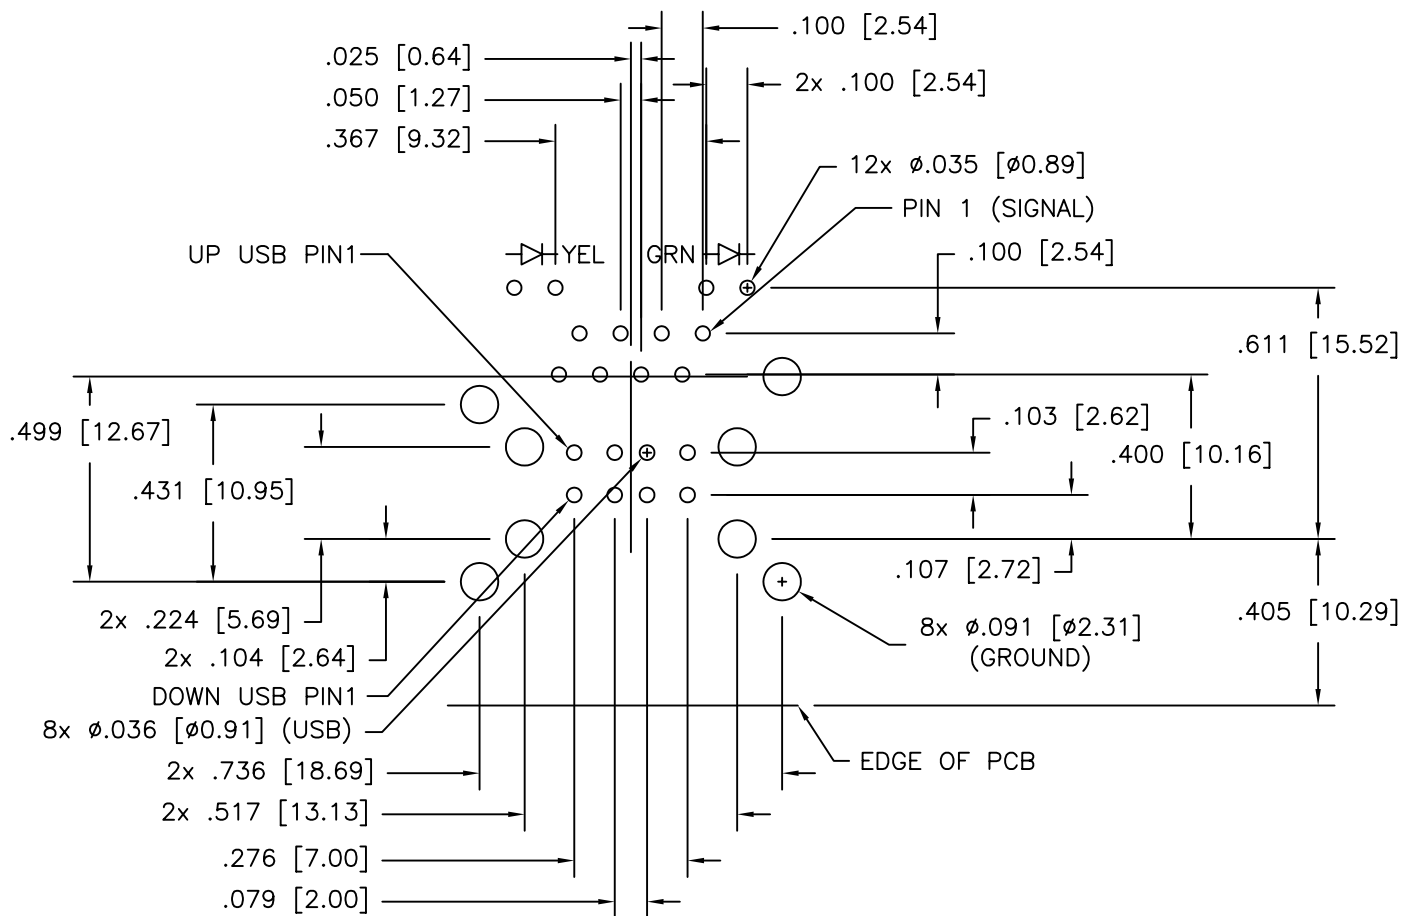 .100 [2.54]
.025 [0.64]
2x .100 [2.54]
.050 [1.27]
.367 [9.32]
12x ø.035 [ø0.89]
PIN 1 (SIGNAL)
UP USB PIN1
YEL
GRN
.100 [2.54]
.611 [15.52]
.499 [12.67]
.103 [2.62]
.400 [10.16]
.431 [10.95]
.107 [2.72]
2x .224 [5.69]
.405 [10.29]
8x ø.091 [ø2.31]
(GROUND)
2x .104 [2.64]
DOWN USB PIN1
8x ø.036 [ø0.91] (USB)
EDGE OF PCB
2x .736 [18.69]
2x .517 [13.13]
.276 [7.00]
.079 [2.00]